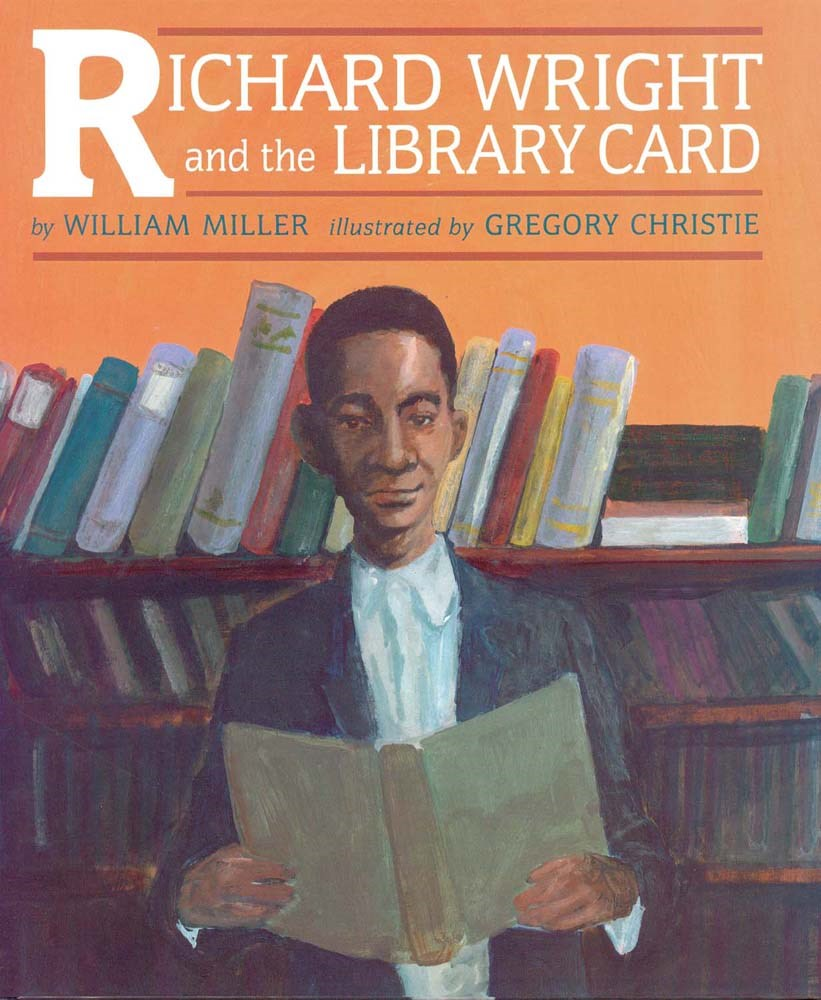 RICHARD WRIGHT
and the LIBRARY CARD
by WILLIAM MILLER illustrated by GREGORY CHRISTIE